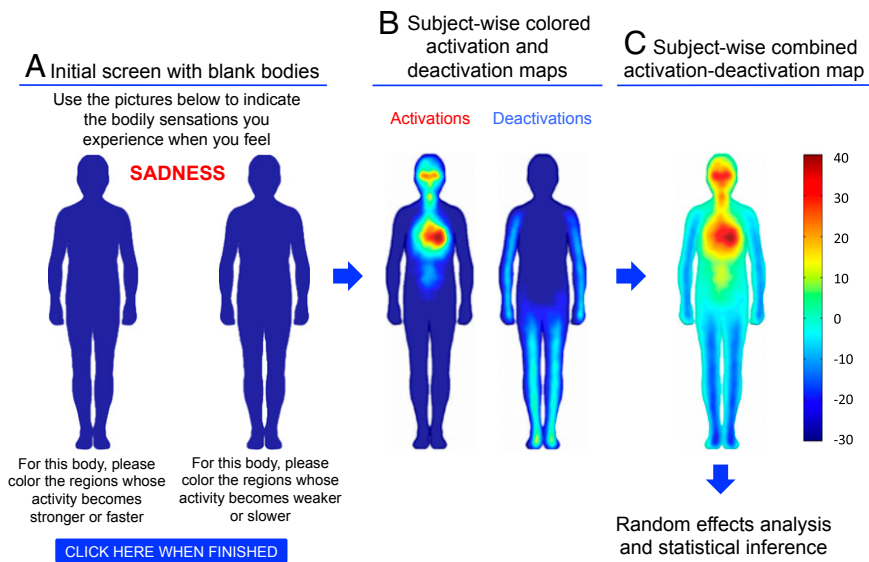 A Initial screen with blank bodies
Use the pictures below to indicate
the bodily sensations you
experience when you feel
SADNESS
For this body, please
color the regions whose
activity becomes
stronger or faster
For this body, please
color the regions whose
activity becomes weaker
or slower
CLICK HERE WHEN FINISHED
B Subject-wise colored
activation and
deactivation maps
Activations
Deactivations
C Subject-wise combined
activation-deactivation map
40
30
20
10
0
-10
-20
-30
Random effects analysis
and statistical inference